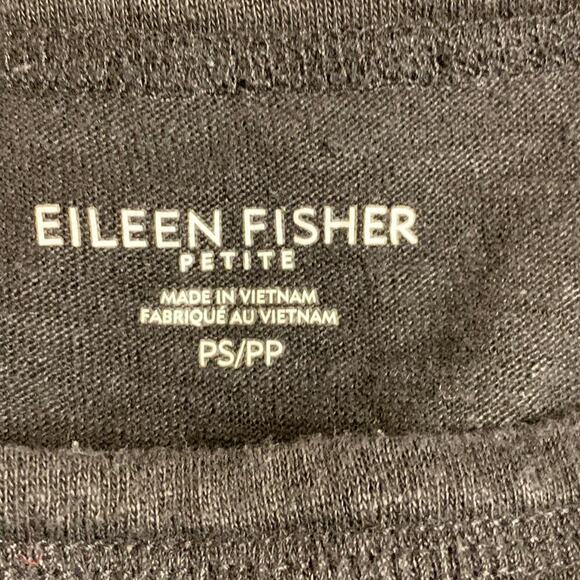 EILEEN FISHER
PETITE
MADE IN VIETNAM
FABRIQUÉ AU VIETNAM
PS/PP